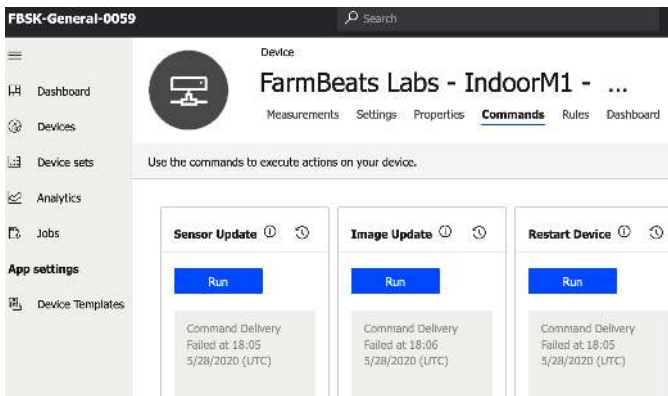 FBSK-General-0059
Search
Device
FarmBeats Labs - IndoorM1 - ...
Measurements Settings Properties Commands Rules Dashboard
Dashboard
Devices
Device sets
Analytics
Jobs
App settings
Device Templates
Use the commands to execute actions on your device.
Sensor Update
Run
Command Delivery
Failed at 18:05
5/28/2020 (UTC)
Image Update
Run
Command Delivery
Failed at 18:06
5/28/2020 (UTC)
Restart Device
Run
Command Delivery
Failed at 18:05
5/28/2020 (UTC)